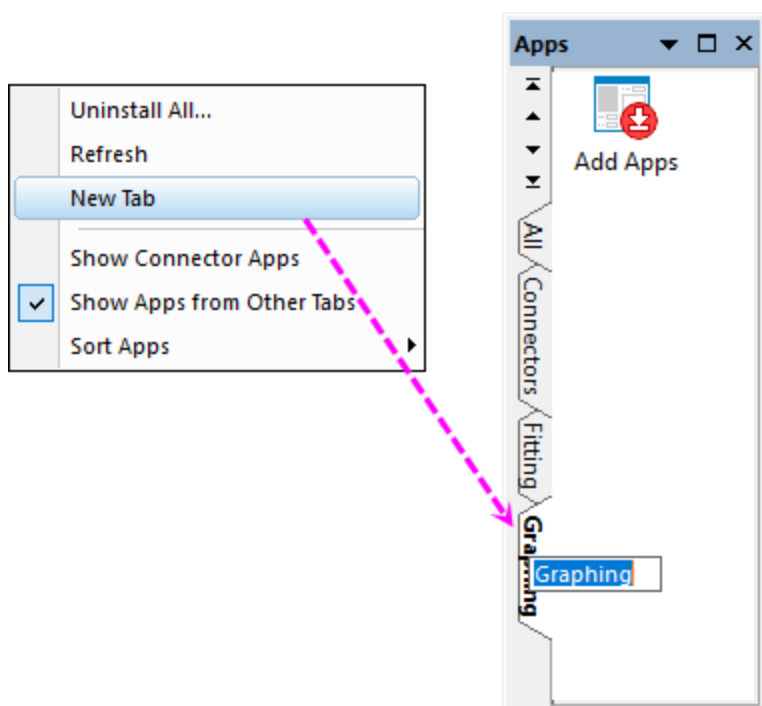 Uninstall All...
Refresh
New Tab
Show Connector Apps
Show Apps from Other Tabs
Sort Apps
Apps
Add Apps
All
Connectors
Fitting
Graphing
Graphing